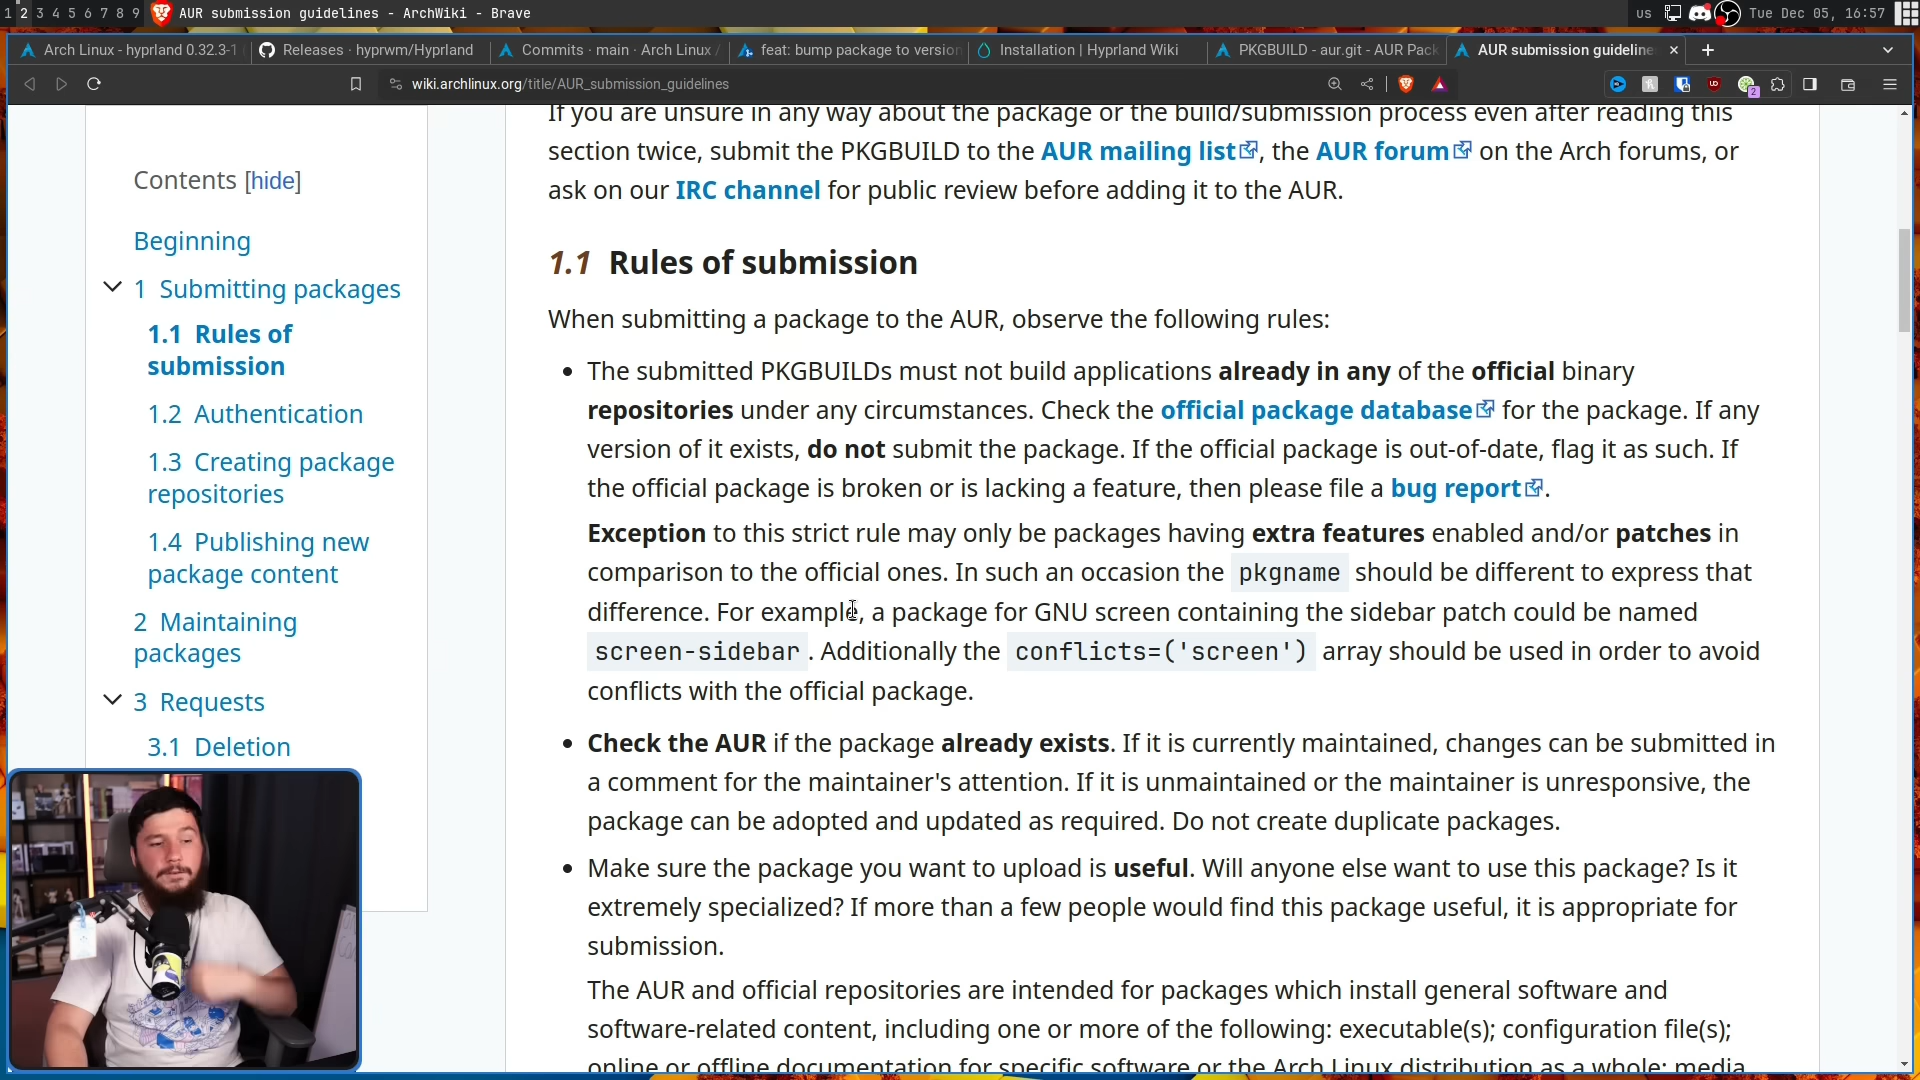 1 2 3 4 5 6 7 8 9 AUR submission guidelines - ArchWiki - Brave us Tue Dec 05, 16:57
Arch Linux - hyprland 0.32.3-1 Releases · hyprwm/Hyprland Commits · main · Arch Linux / feat: bump package to version Installation | Hyprland Wiki PKGBUILD - aur.git - AUR Pack AUR submission guideline
wiki.archlinux.org/title/AUR_submission_guidelines 2
Contents [hide]
Beginning
1 Submitting packages
1.1 Rules of
submission
1.2 Authentication
1.3 Creating package
repositories
1.4 Publishing new
package content
2 Maintaining
packages
3 Requests
3.1 Deletion
If you are unsure in any way about the package or the build/submission process even after reading this
section twice, submit the PKGBUILD to the AUR mailing list, the AUR forum on the Arch forums, or
ask on our IRC channel for public review before adding it to the AUR.
1.1 Rules of submission
When submitting a package to the AUR, observe the following rules:
• The submitted PKGBUILDs must not build applications already in any of the official binary
repositories under any circumstances. Check the official package database for the package. If any
version of it exists, do not submit the package. If the official package is out-of-date, flag it as such. If
the official package is broken or is lacking a feature, then please file a bug report.
Exception to this strict rule may only be packages having extra features enabled and/or patches in
comparison to the official ones. In such an occasion the pkgname should be different to express that
difference. For example, a package for GNU screen containing the sidebar patch could be named
screen-sidebar. Additionally the conflicts=('screen') array should be used in order to avoid
conflicts with the official package.
• Check the AUR if the package already exists. If it is currently maintained, changes can be submitted in
a comment for the maintainer's attention. If it is unmaintained or the maintainer is unresponsive, the
package can be adopted and updated as required. Do not create duplicate packages.
• Make sure the package you want to upload is useful. Will anyone else want to use this package? Is it
extremely specialized? If more than a few people would find this package useful, it is appropriate for
submission.
The AUR and official repositories are intended for packages which install general software and
software-related content, including one or more of the following: executable(s); configuration file(s);
online or offline documentation for specific software or the Arch Linux distribution as a whole; media